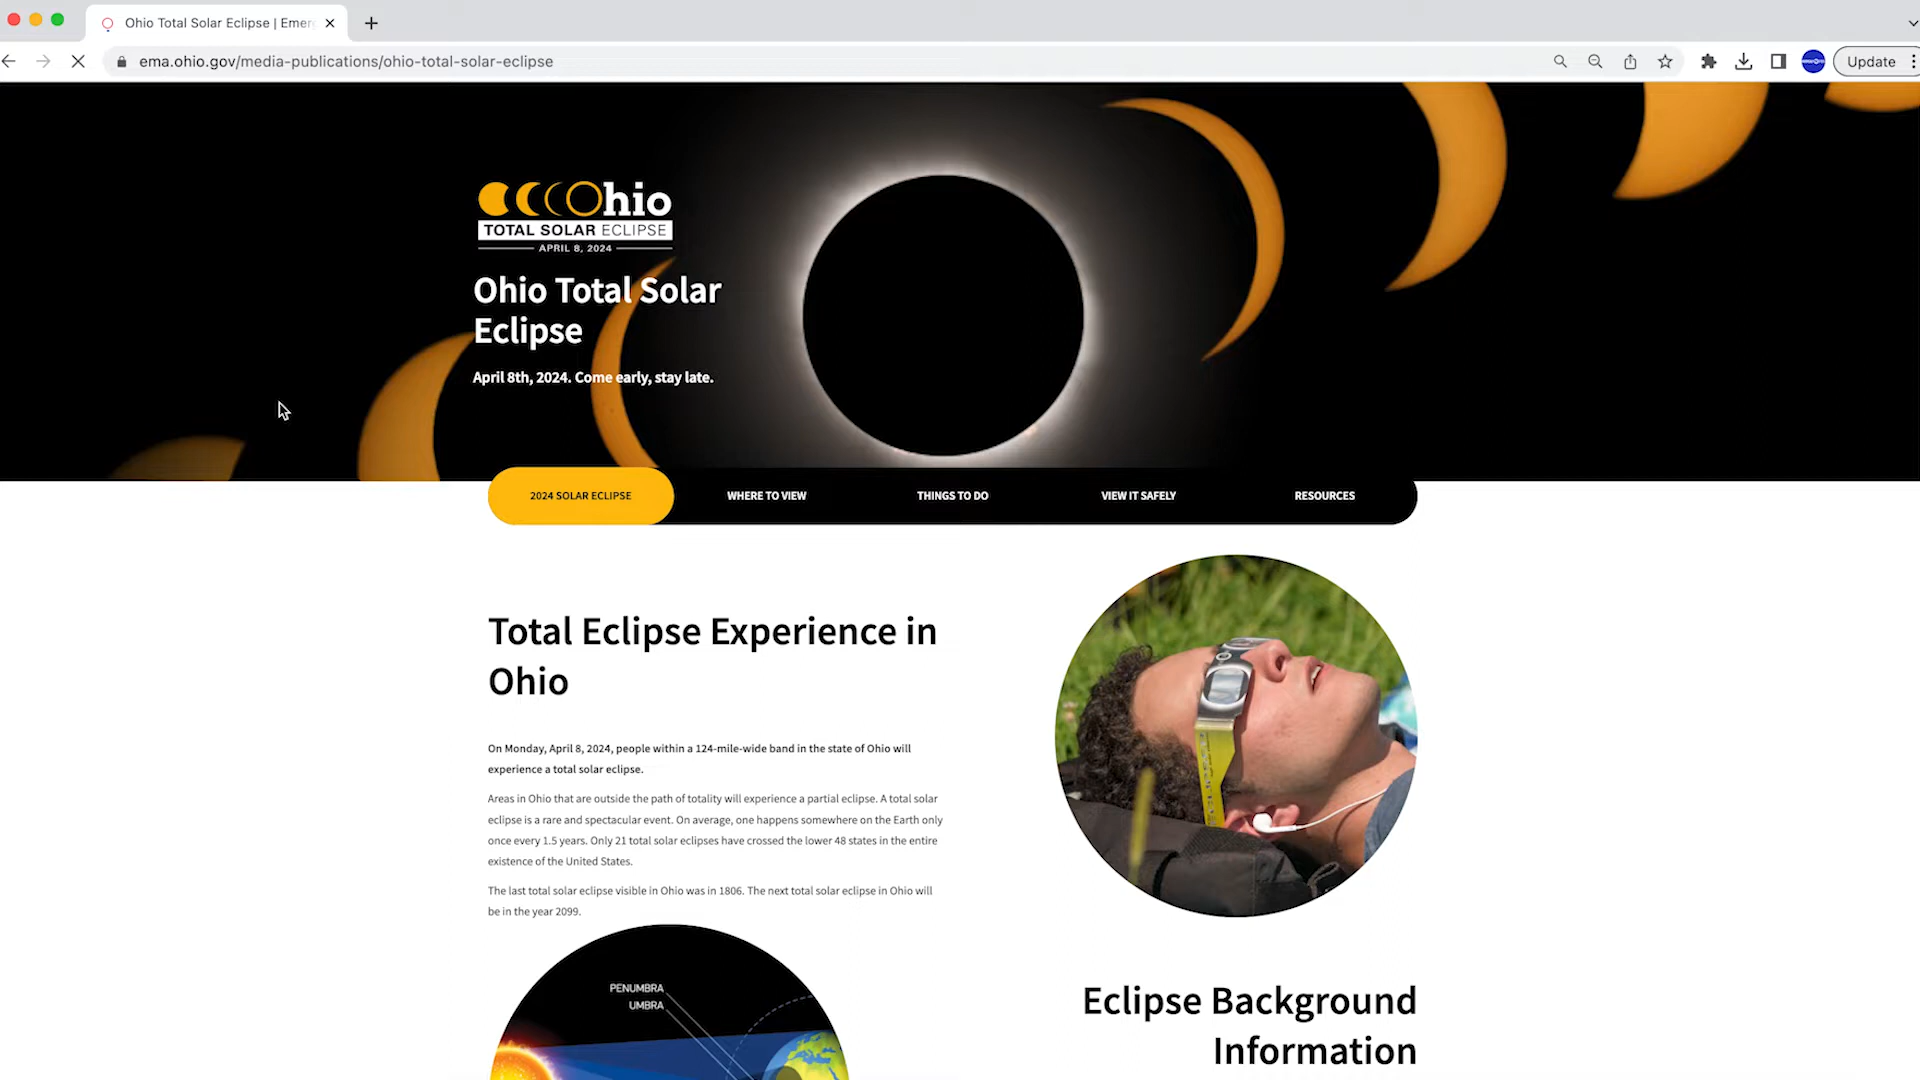 Ohio Total Solar Eclipse | Emer
ema.ohio.gov/media-publications/ohio-total-solar-eclipse
Update
Ohio
TOTAL SOLAR ECLIPSE
APRIL 8, 2024
Ohio Total Solar
Eclipse
April 8th, 2024. Come early, stay late.
2024 SOLAR ECLIPSE
WHERE TO VIEW
THINGS TO DO
VIEW IT SAFELY
RESOURCES
Total Eclipse Experience in
Ohio
On Monday, April 8, 2024, people within a 124-mile-wide band in the state of Ohio will
experience a total solar eclipse.
Areas in Ohio that are outside the path of totality will experience a partial eclipse. A total solar
eclipse is a rare and spectacular event. On average, one happens somewhere on the Earth only
once every 1.5 years. Only 21 total solar eclipses have crossed the lower 48 states in the entire
existence of the United States.
The last total solar eclipse visible in Ohio was in 1806. The next total solar eclipse in Ohio will
be in the year 2099.
PENUMBRA
UMBRA
Eclipse Background
Information